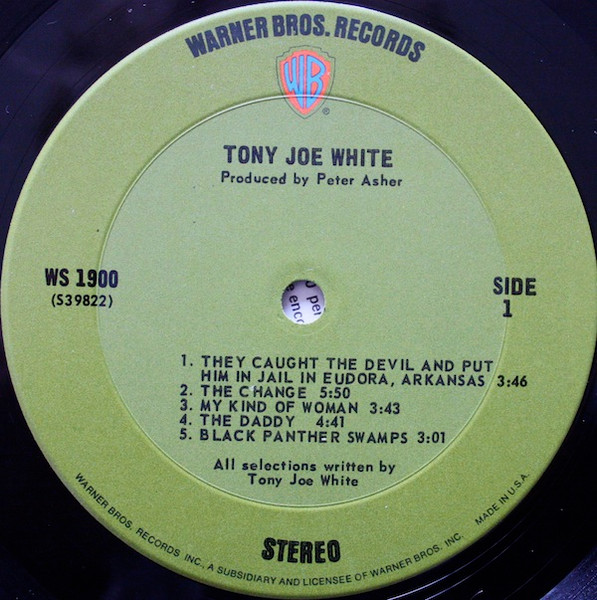 WARNER BROS. RECORDS
WB
®
TONY JOE WHITE
Produced by Peter Asher
WS 1900
(S39822)
SIDE
1
1. THEY CAUGHT THE DEVIL AND PUT
HIM IN JAIL IN EUDORA, ARKANSAS 3:46
2. THE CHANGE 5:50
3. MY KIND OF WOMAN 3:43
4. THE DADDY 4:41
5. BLACK PANTHER SWAMPS 3:01
All selections written by
Tony Joe White
STEREO
WARNER BROS. RECORDS INC., A SUBSIDIARY AND LICENSEE OF WARNER BROS. INC. MADE IN U.S.A.